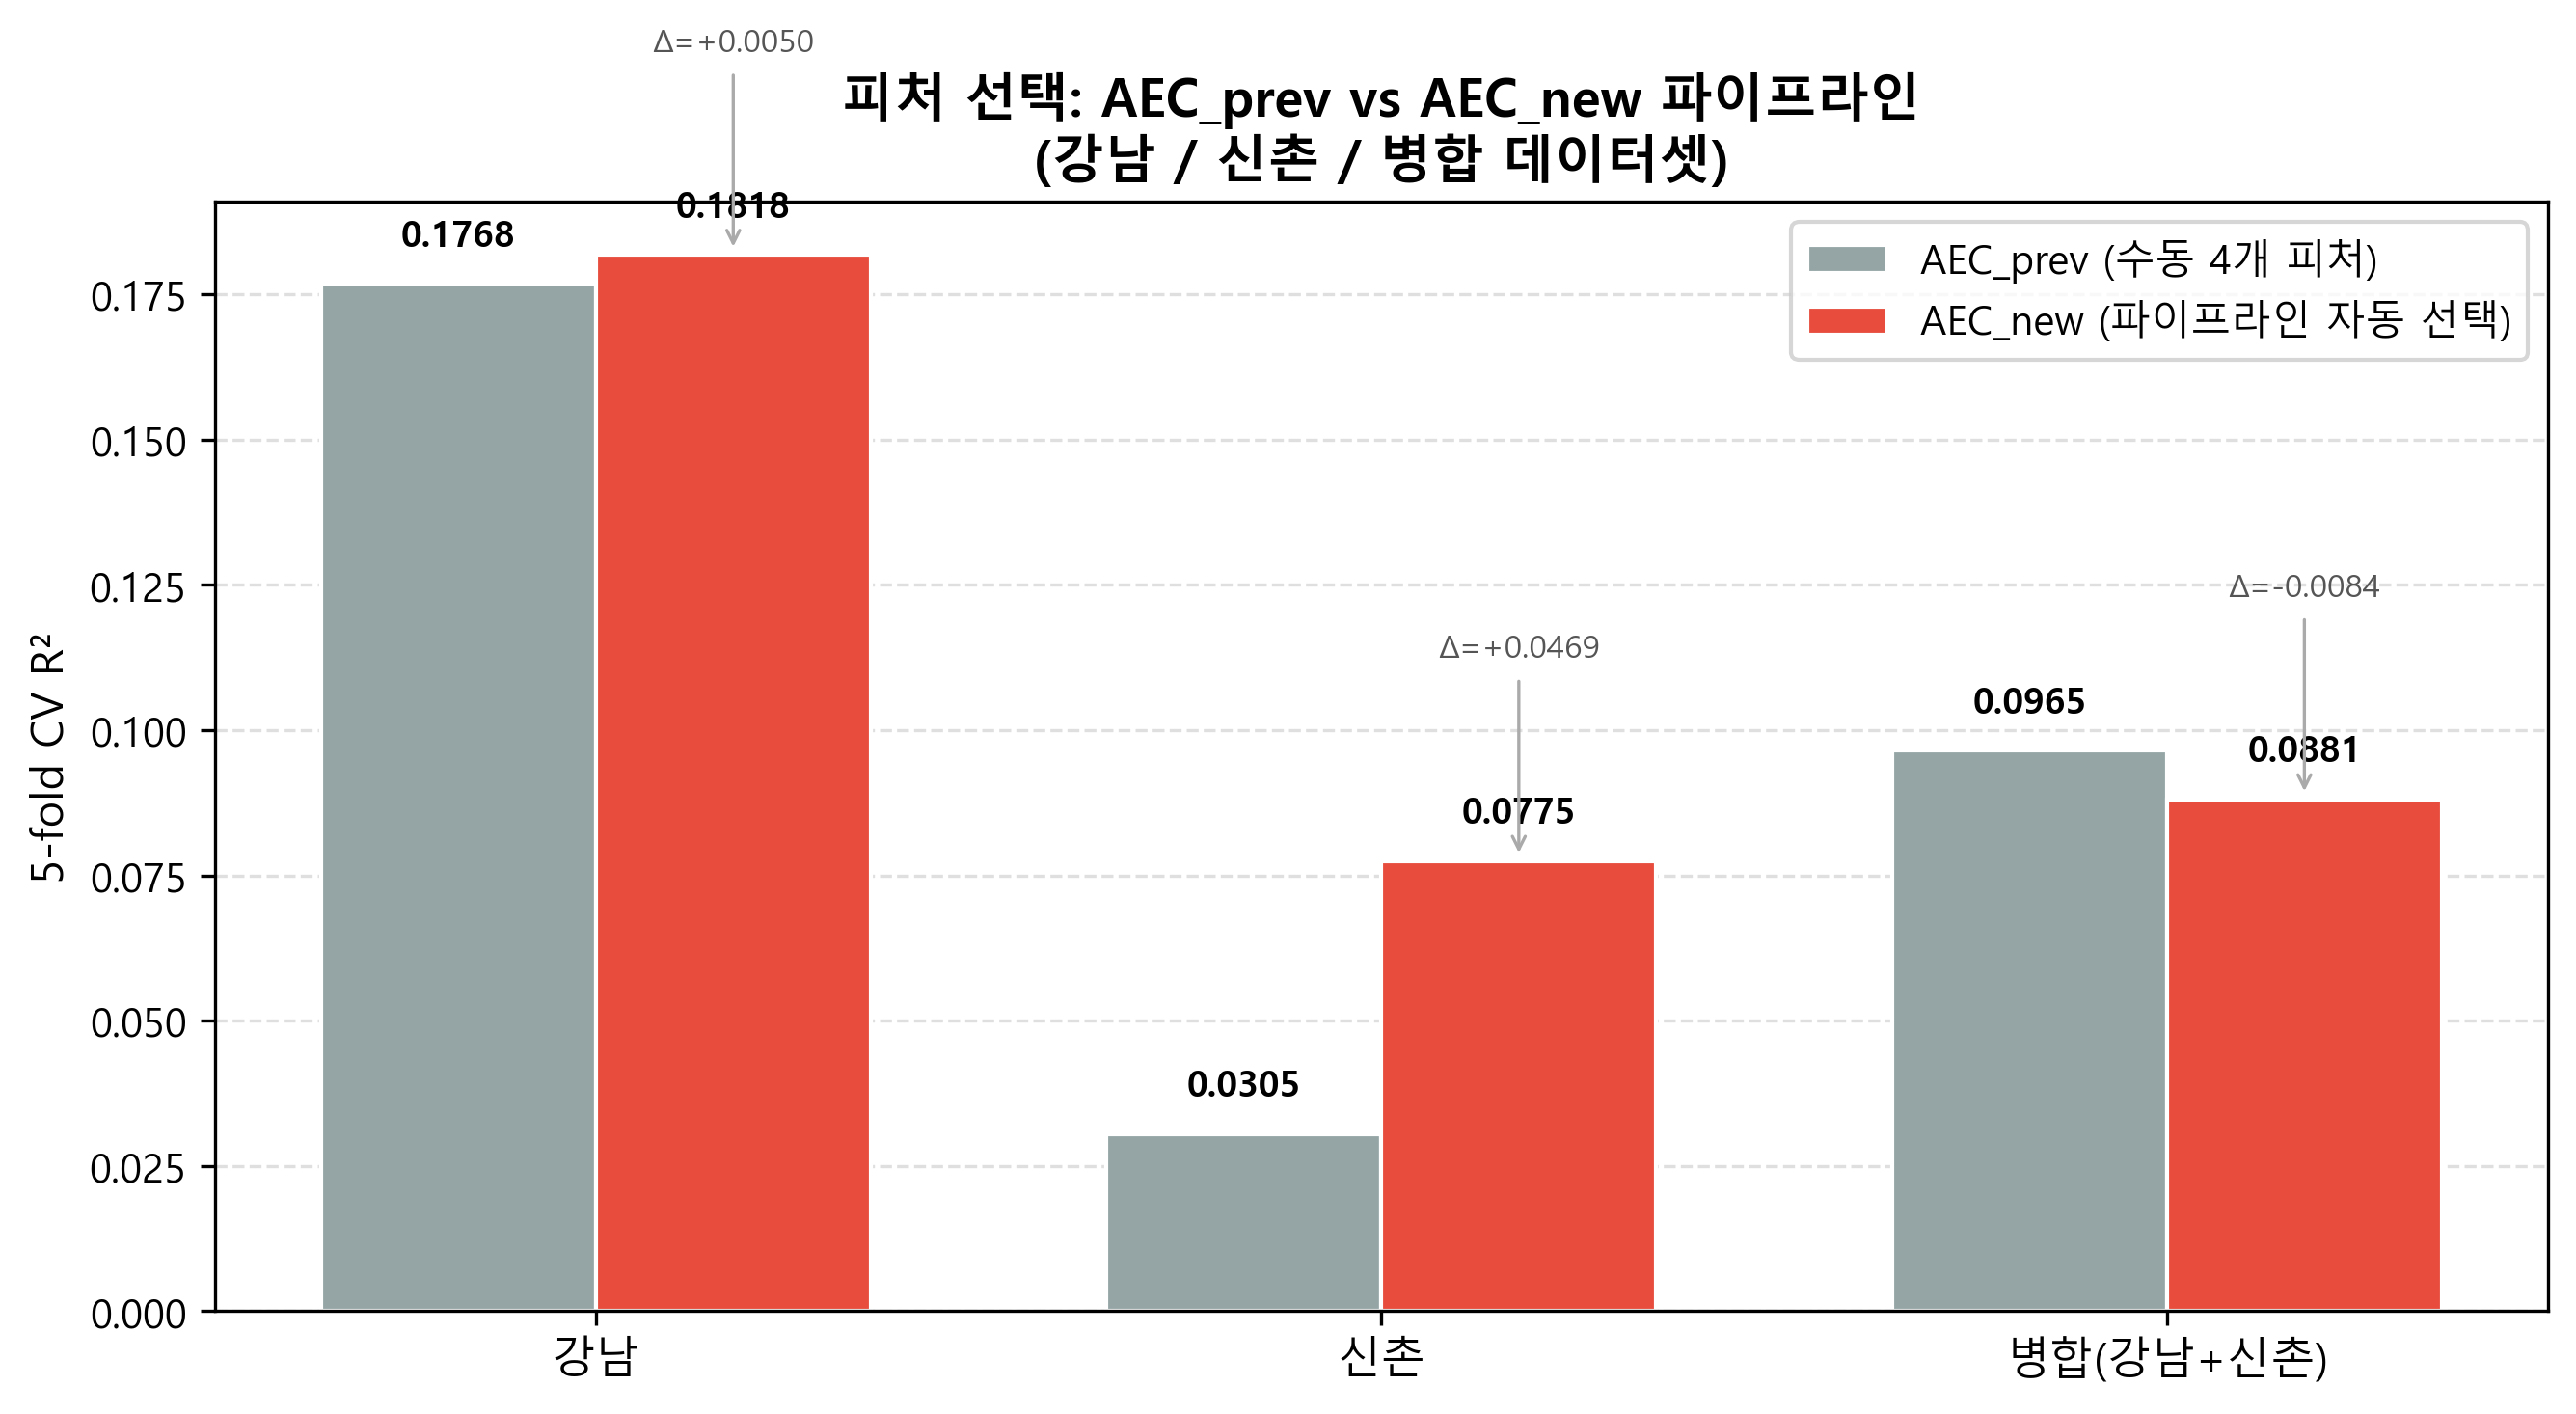 Δ=+0.0050
피처 선택: AEC_prev vs AEC_new 파이프라인
(강남 / 신촌 / 병합 데이터셋)
0.1768
0.1818
AEC_prev (수동 4개 피처)
AEC_new (파이프라인 자동 선택)
Δ=-0.0084
Δ=+0.0469
0.0965
0.0881
0.0775
0.0305
5-fold CV R²
0.175
0.150
0.125
0.100
0.075
0.050
0.025
0.000
강남
신촌
병합(강남+신촌)